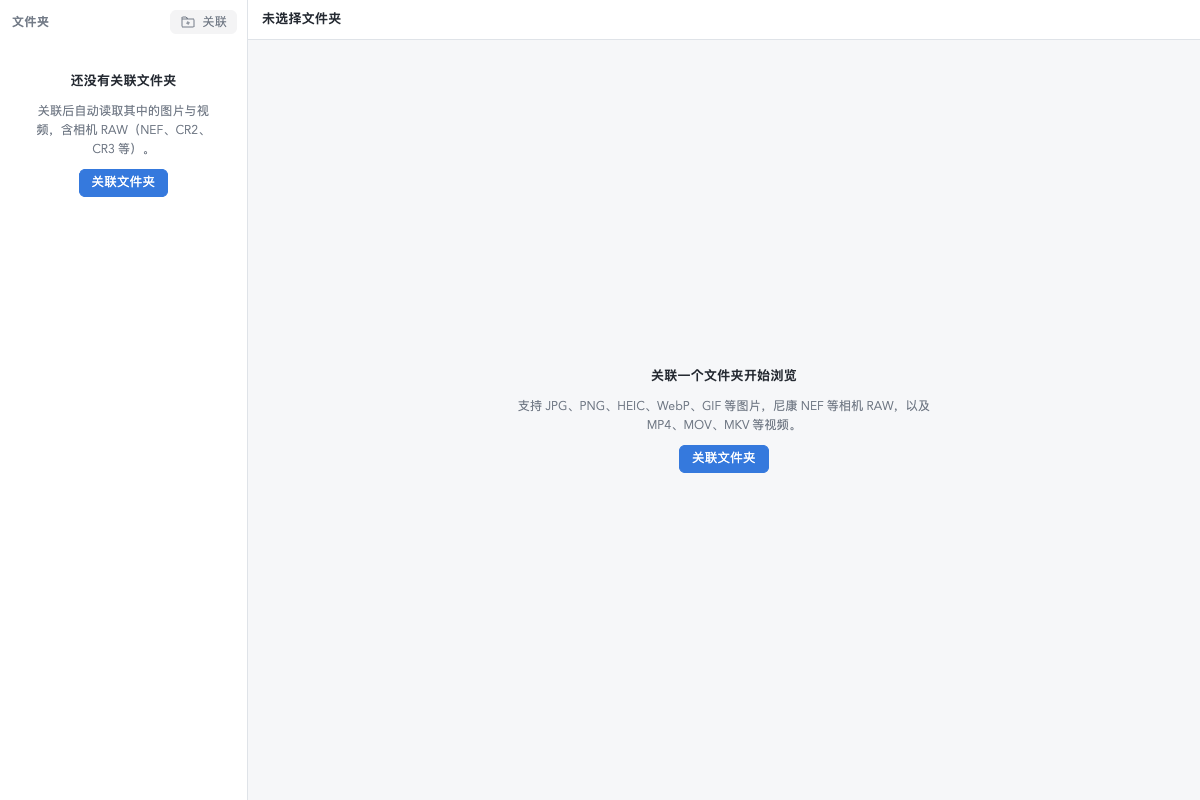 文件夹
关联
未选择文件夹
还没有关联文件夹
关联后自动读取其中的图片与视
频，含相机 RAW（NEF、CR2、
CR3 等）。
关联文件夹
关联一个文件夹开始浏览
支持 JPG、PNG、HEIC、WebP、GIF 等图片，尼康 NEF 等相机 RAW，以及
MP4、MOV、MKV 等视频。
关联文件夹